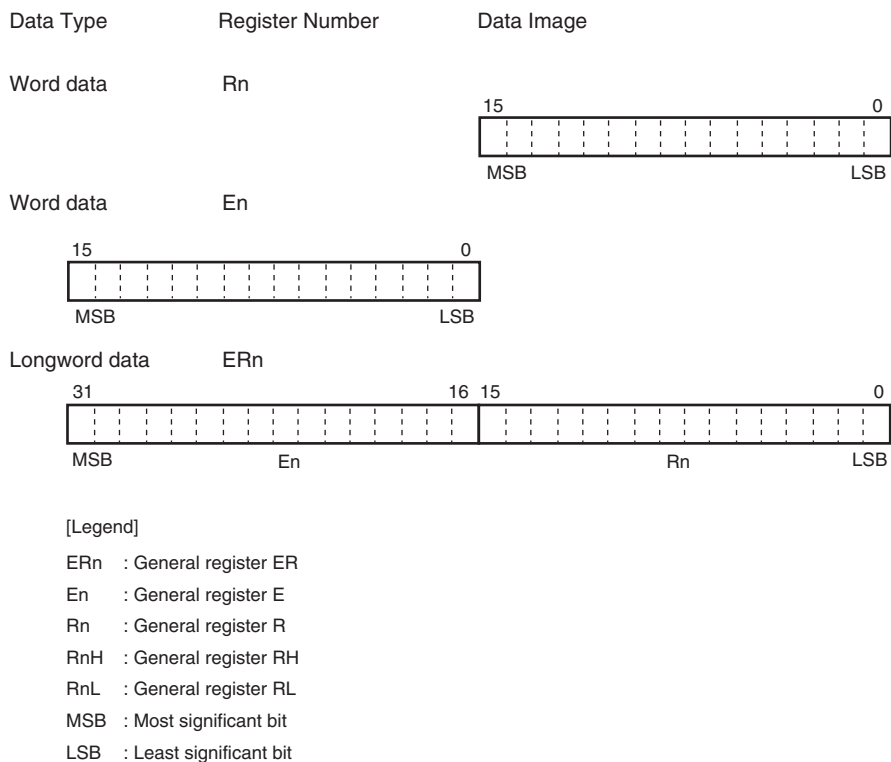 Data Type Register Number Data Image
Word data Rn
15 0
MSB LSB
Word data En
15 0
MSB LSB
Longword data ERn
31 16 15 0
MSB En Rn LSB
[Legend]
ERn : General register ER
En : General register E
Rn : General register R
RnH : General register RH
RnL : General register RL
MSB : Most significant bit
LSB : Least significant bit